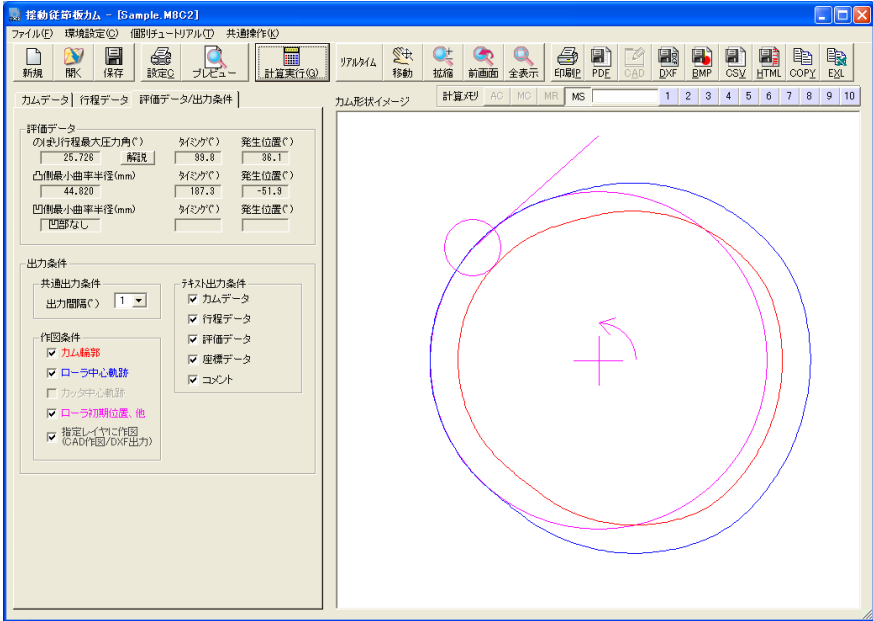 揺動従節板カム - [Sample.M8C2]
ファイル(F) 環境設定(C) 個別チュートリアル(T) 共通操作(K)
新規 開く 保存 設定O プレビュー 計算実行(G) リアルタイム 移動 拡縮 前画面 全表示 印刷P PDF CAD DXF BMP CSV HTML COPY EXL
カムデータ 行程データ 評価データ/出力条件
カム形状イメージ 計算メモリ AC MC MR MS 1 2 3 4 5 6 7 8 9 10
評価データ
のぼり行程最大圧力角(°) タイミング(°) 発生位置(°)
25.726 解説 99.8 36.1
凸側最小曲率半径(mm) タイミング(°) 発生位置(°)
44.820 187.3 -51.9
凹側最小曲率半径(mm) タイミング(°) 発生位置(°)
凹部なし
出力条件
共通出力条件
出力間隔(°) 1
テキスト出力条件
カムデータ
行程データ
評価データ
座標データ
コメント
作図条件
カム輪郭
ローラ中心軌跡
カッタ中心軌跡
ローラ初期位置、他
指定レイヤに作図
(CAD作図/DXF出力)